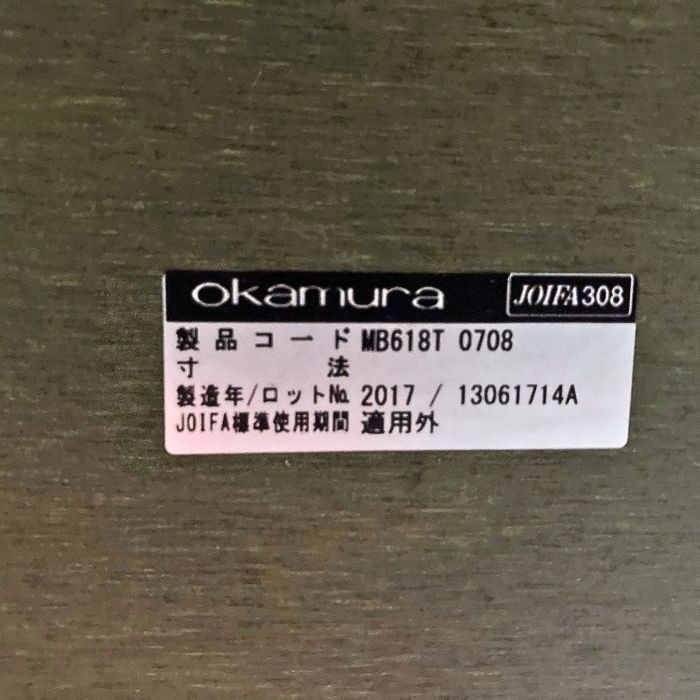 okamura JOIFA308
製品コード MB618T 0708
寸法
製造年/ロット№ 2017 / 13061714A
JOIFA標準使用期間 適用外